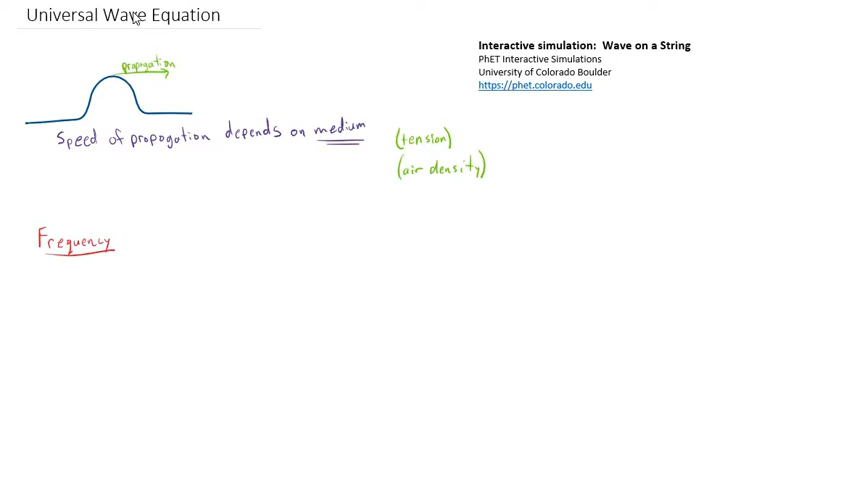 Universal Wave Equation
propogation
Interactive simulation: Wave on a String
PhET Interactive Simulations
University of Colorado Boulder
https://phet.colorado.edu
Speed of propogation depends on medium
(tension)
(air density)
Frequency